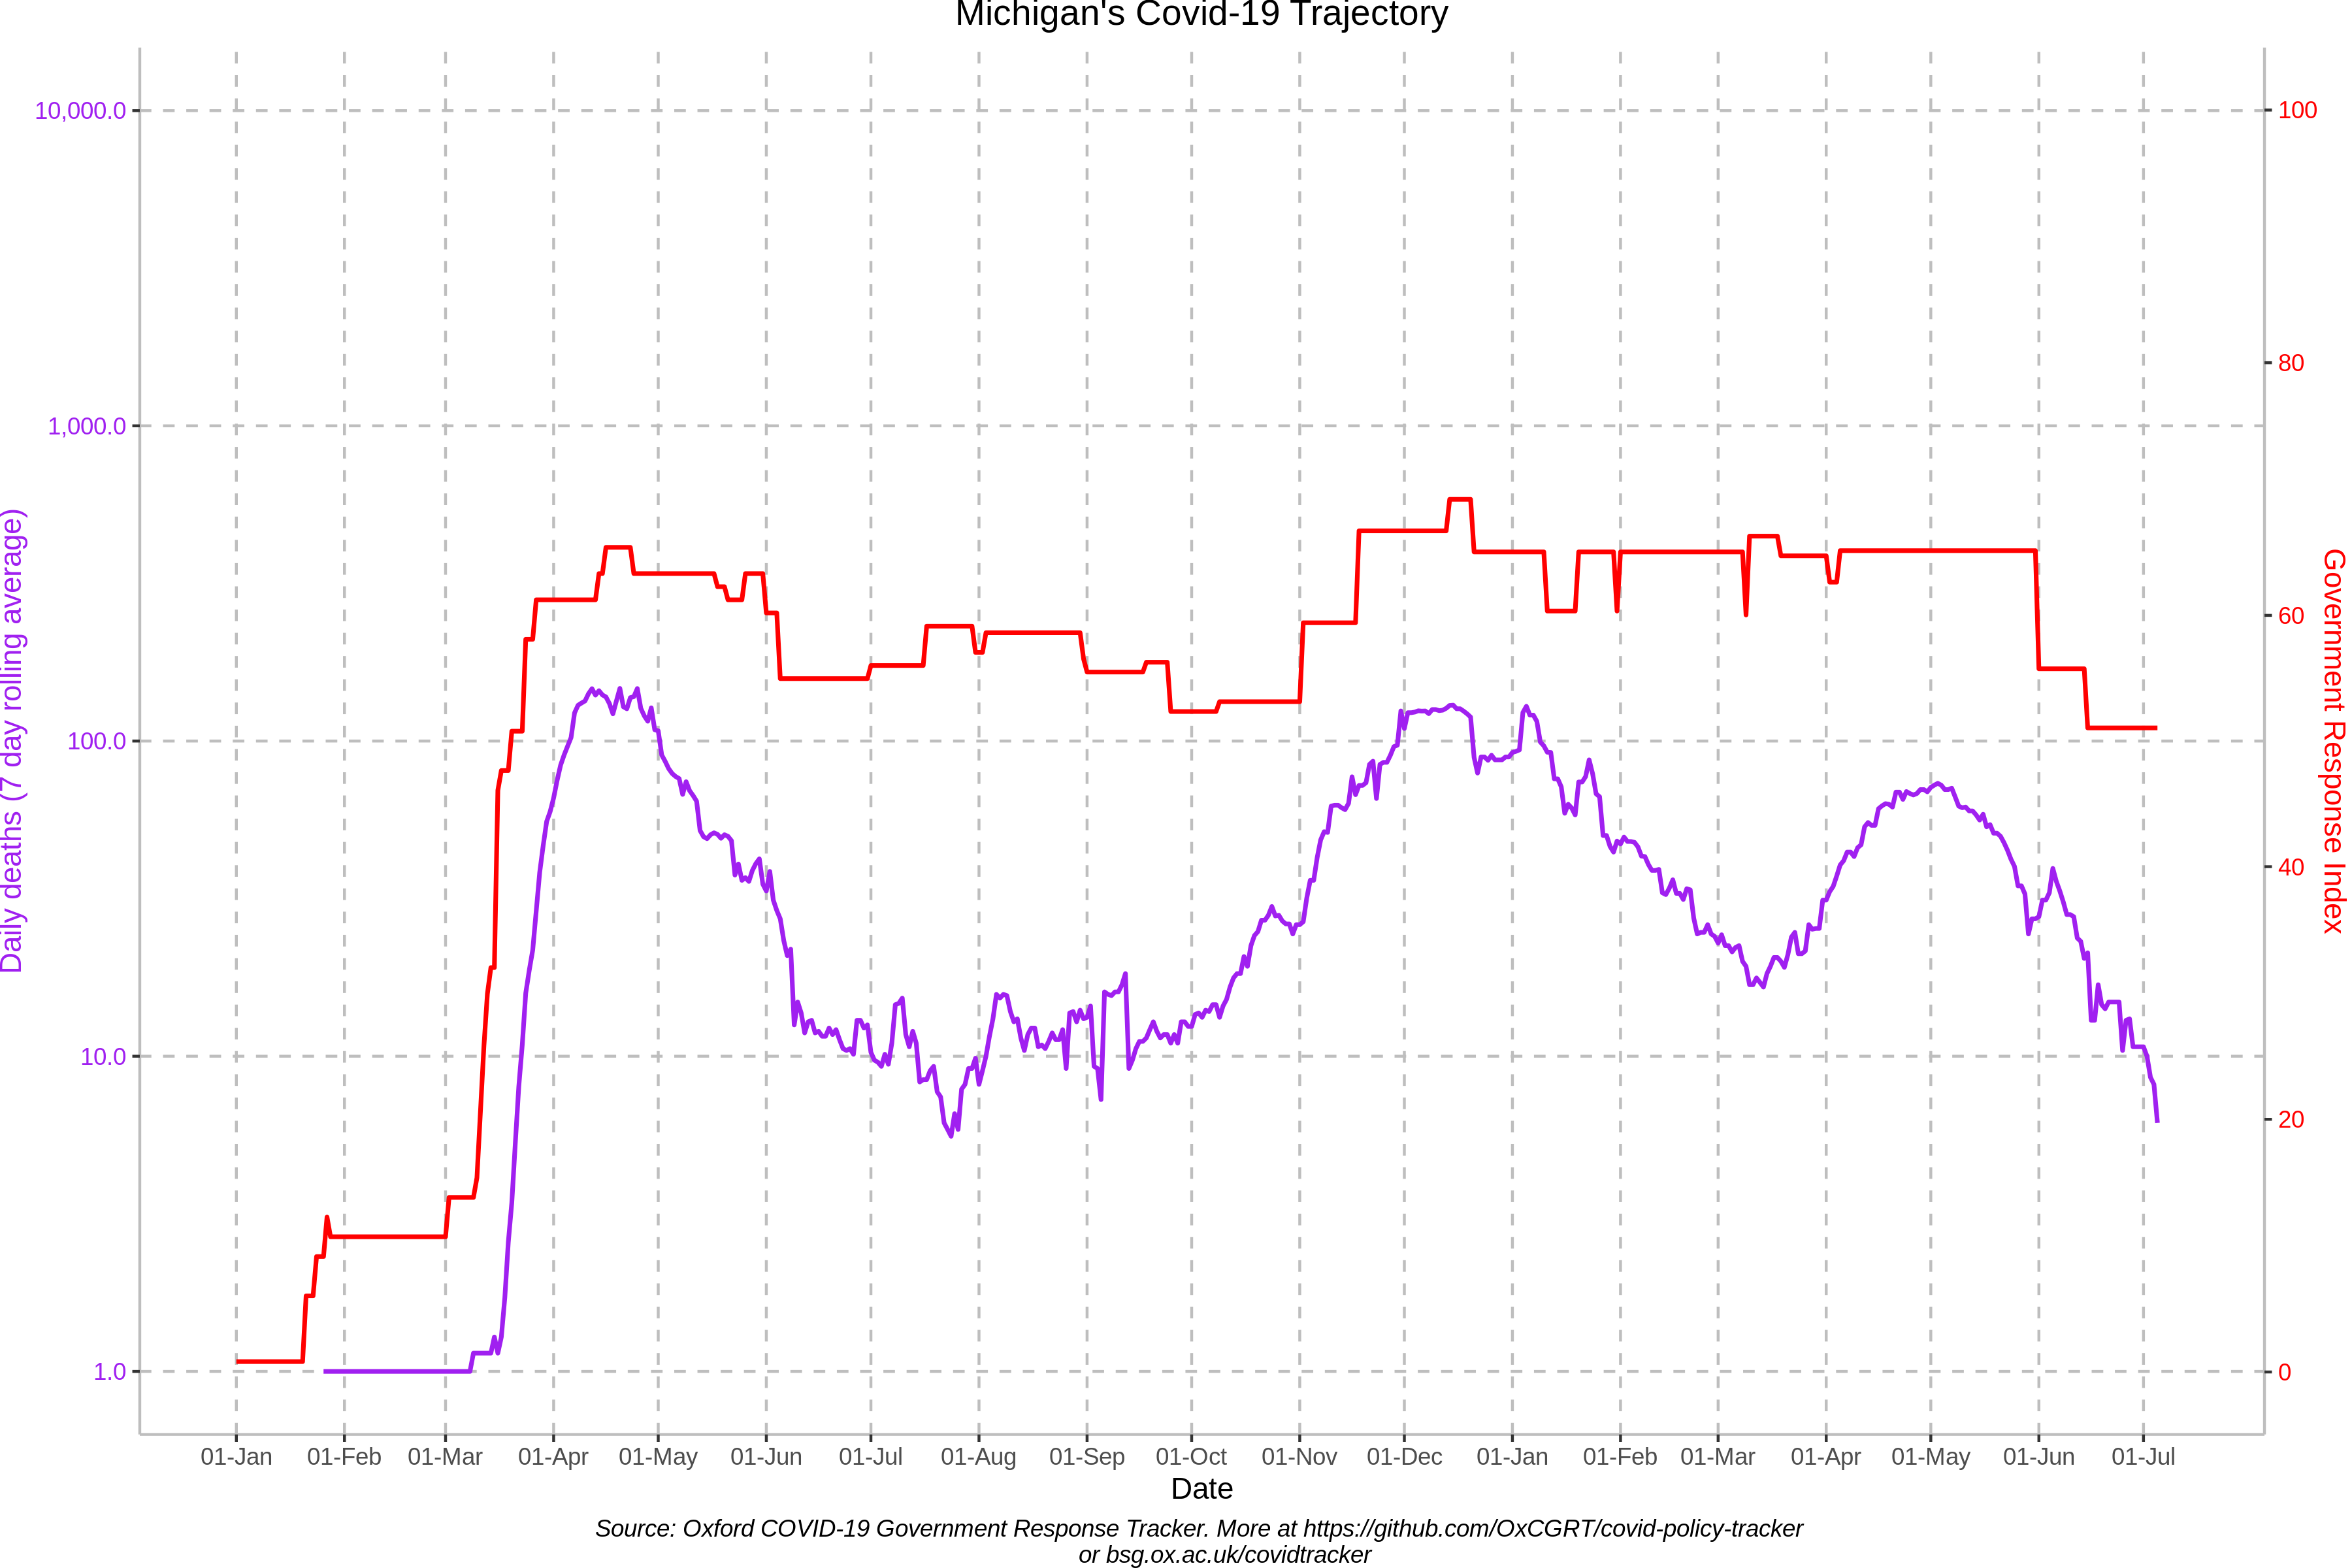 Michigan's Covid-19 Trajectory
10,000.0
1,000.0
100.0
10.0
1.0
Daily deaths (7 day rolling average)
100
80
60
40
20
0
Government Response Index
01-Jan 01-Feb 01-Mar 01-Apr 01-May 01-Jun 01-Jul 01-Aug 01-Sep 01-Oct 01-Nov 01-Dec 01-Jan 01-Feb 01-Mar 01-Apr 01-May 01-Jun 01-Jul
Date
Source: Oxford COVID-19 Government Response Tracker. More at https://github.com/OxCGRT/covid-policy-tracker
or bsg.ox.ac.uk/covidtracker